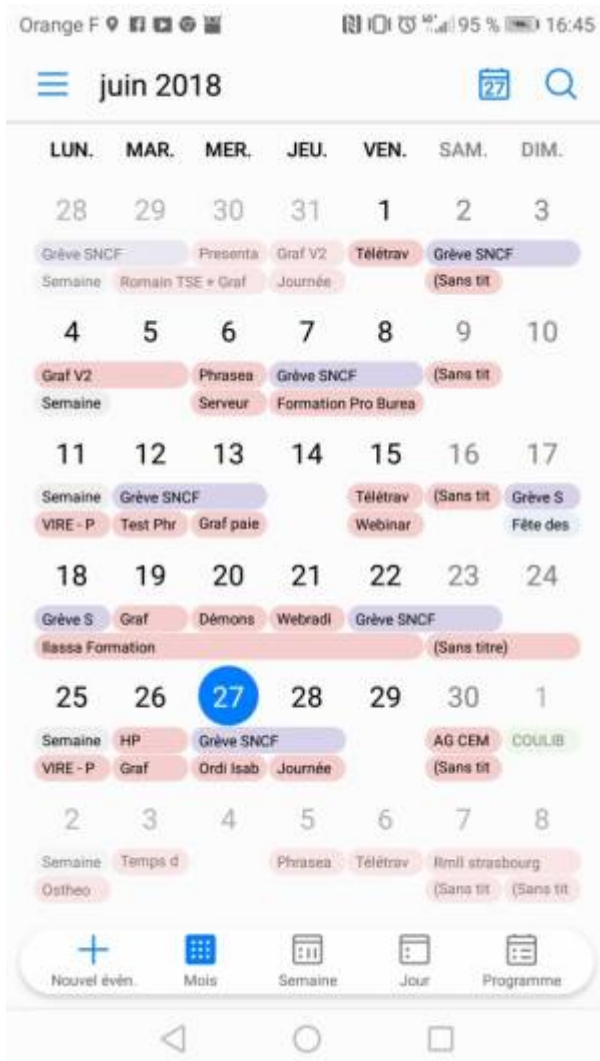 Orange F 95 % 16:45
juin 2018 27
LUN. MAR. MER. JEU. VEN. SAM. DIM.
28 29 30 31 1 2 3
Grève SNCF Presenta Graf V2 Télétrav Grève SNCF
Semaine Romain TSE + Graf Journée (Sans tit
4 5 6 7 8 9 10
Graf V2 Phrasea Grève SNCF (Sans tit
Semaine Serveur Formation Pro Burea
11 12 13 14 15 16 17
Semaine Grève SNCF Télétrav (Sans tit Grève S
VIRE - P Test Phr Graf paie Webinar Fête des
18 19 20 21 22 23 24
Grève S Graf Démons Webradi Grève SNCF
Ilassa Formation (Sans titre)
25 26 27 28 29 30 1
Semaine HP Grève SNCF AG CEM COULIB
VIRE - P Graf Ordi Isab Journée (Sans tit
2 3 4 5 6 7 8
Semaine Temps d Phrasea Télétrav Rmll strasbourg
Ostheo (Sans tit (Sans tit
Nouvel évén. Mois Semaine Jour Programme